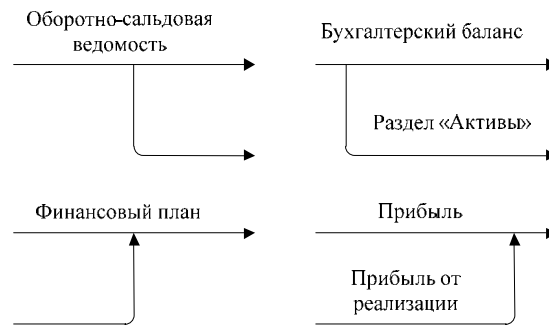 Оборотно-сальдовая
ведомость
Бухгалтерский баланс
Раздел «Активы»
Финансовый план
Прибыль
Прибыль от
реализации